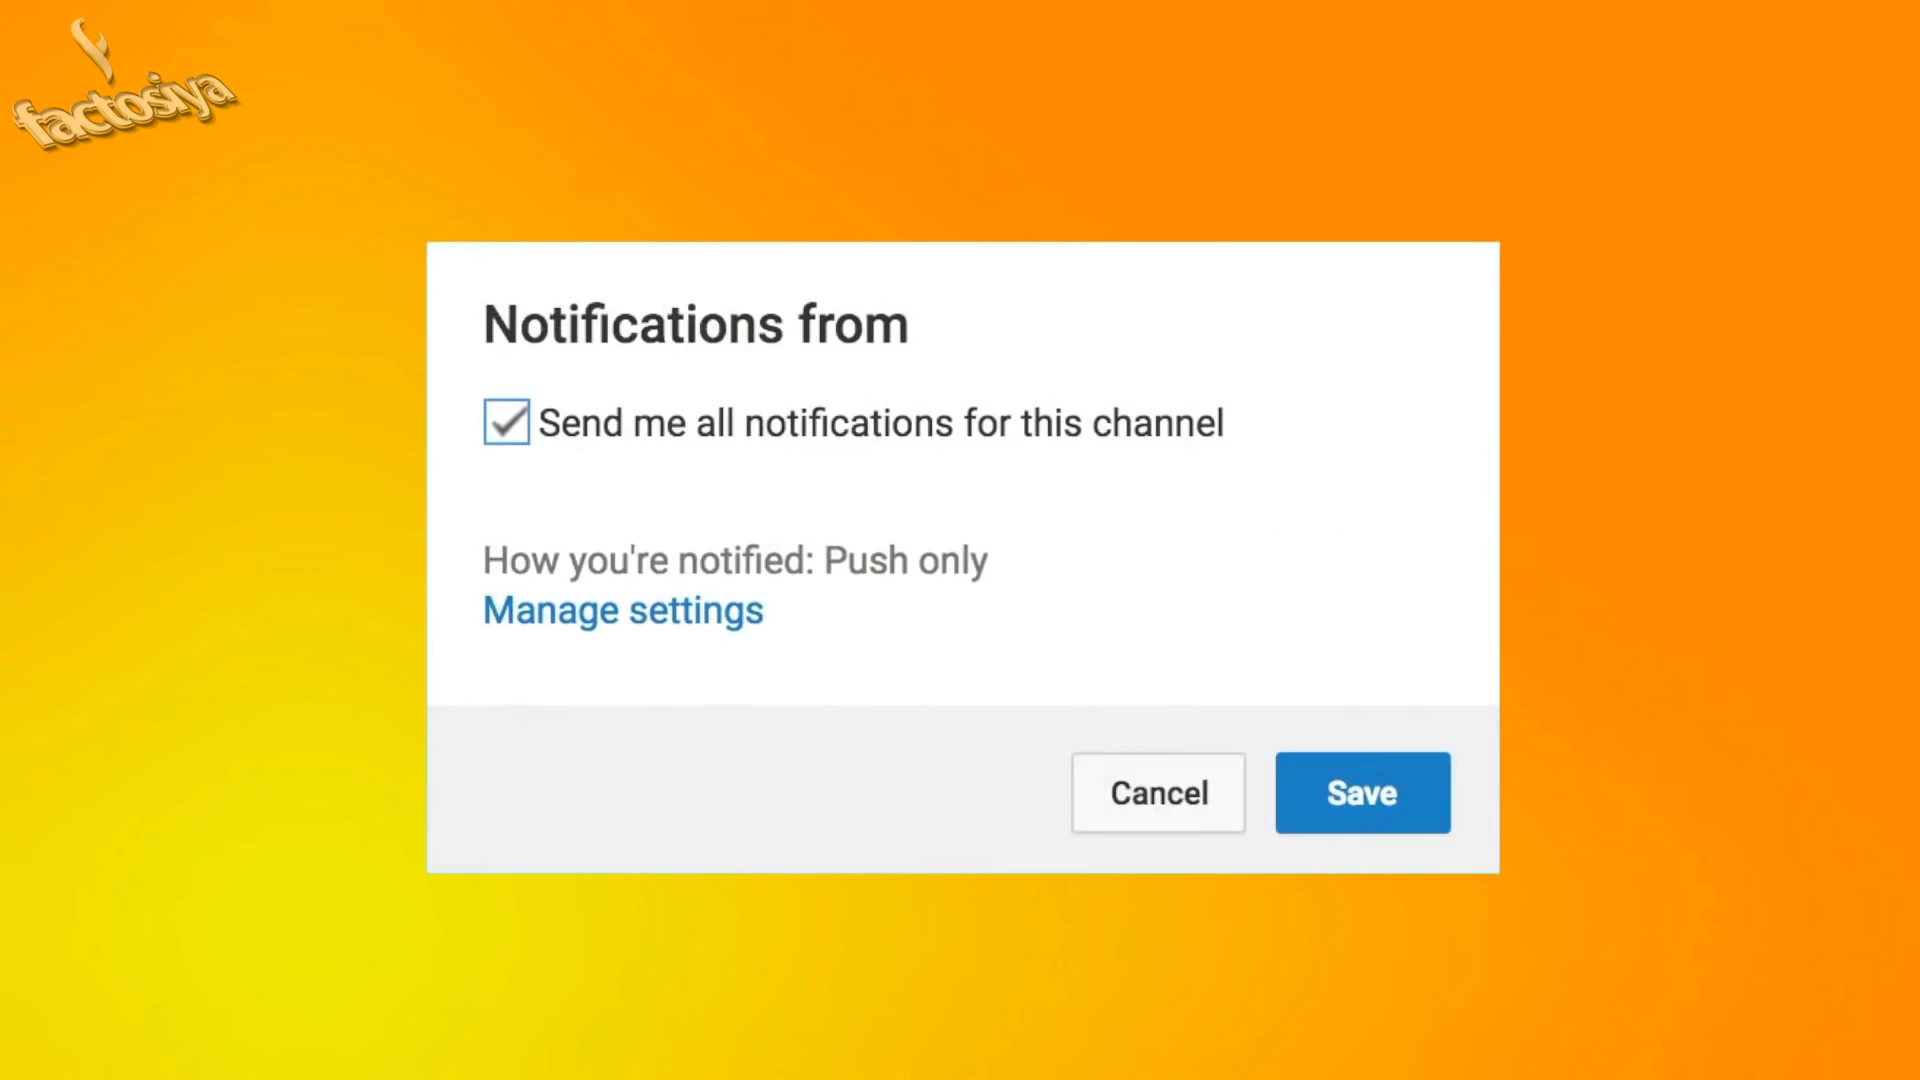 factosiya
Notifications from
Send me all notifications for this channel
How you're notified: Push only
Manage settings
Cancel
Save